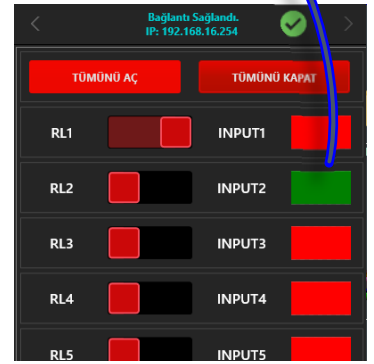 Bağlantı Sağlandı.
IP: 192.168.16.254
TÜMÜNÜ AÇ TÜMÜNÜ KAPAT
RL1 INPUT1
RL2 INPUT2
RL3 INPUT3
RL4 INPUT4
RL5 INPUT5